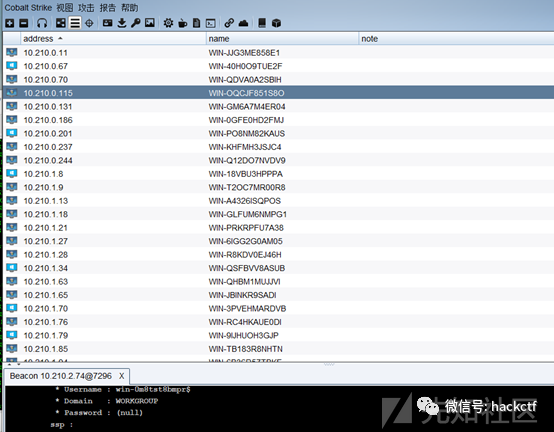 Cobalt Strike 视图 攻击 报告 帮助
address name note
10.210.0.11 WIN-JJG3ME858E1
10.210.0.67 WIN-40H0O9TUE2F
10.210.0.70 WIN-QDVA0A2SBIH
10.210.0.115 WIN-OQCJF851S8O
10.210.0.131 WIN-GM6A7M4ER04
10.210.0.186 WIN-0GFE0HD2FMJ
10.210.0.201 WIN-PO8NM82KAUS
10.210.0.237 WIN-KHFMH3JSJC4
10.210.0.244 WIN-Q12DO7NVDV9
10.210.1.8 WIN-18VBU3HPPPA
10.210.1.9 WIN-T2OC7MR00R8
10.210.1.13 WIN-A4326ISQPOS
10.210.1.18 WIN-GLFUM6NMPG1
10.210.1.21 WIN-PRKRPFU7A38
10.210.1.27 WIN-6IGG2G0AM05
10.210.1.28 WIN-R8KDV0EJ46H
10.210.1.34 WIN-QSFBVV8ASUB
10.210.1.63 WIN-QHBM1MUJJVI
10.210.1.65 WIN-JBINKR9SADI
10.210.1.70 WIN-3PVEHMARDVB
10.210.1.76 WIN-RC4HKAUE0DI
10.210.1.79 WIN-9IJHUOH3GJP
10.210.1.85 WIN-TB183R8NHTN
Beacon 10.210.2.74@7296 X
* Username : win-0m8tst8bmpr$
* Domain : WORKGROUP
* Password : (null)
ssp :
先知社区
微信号: hackctf